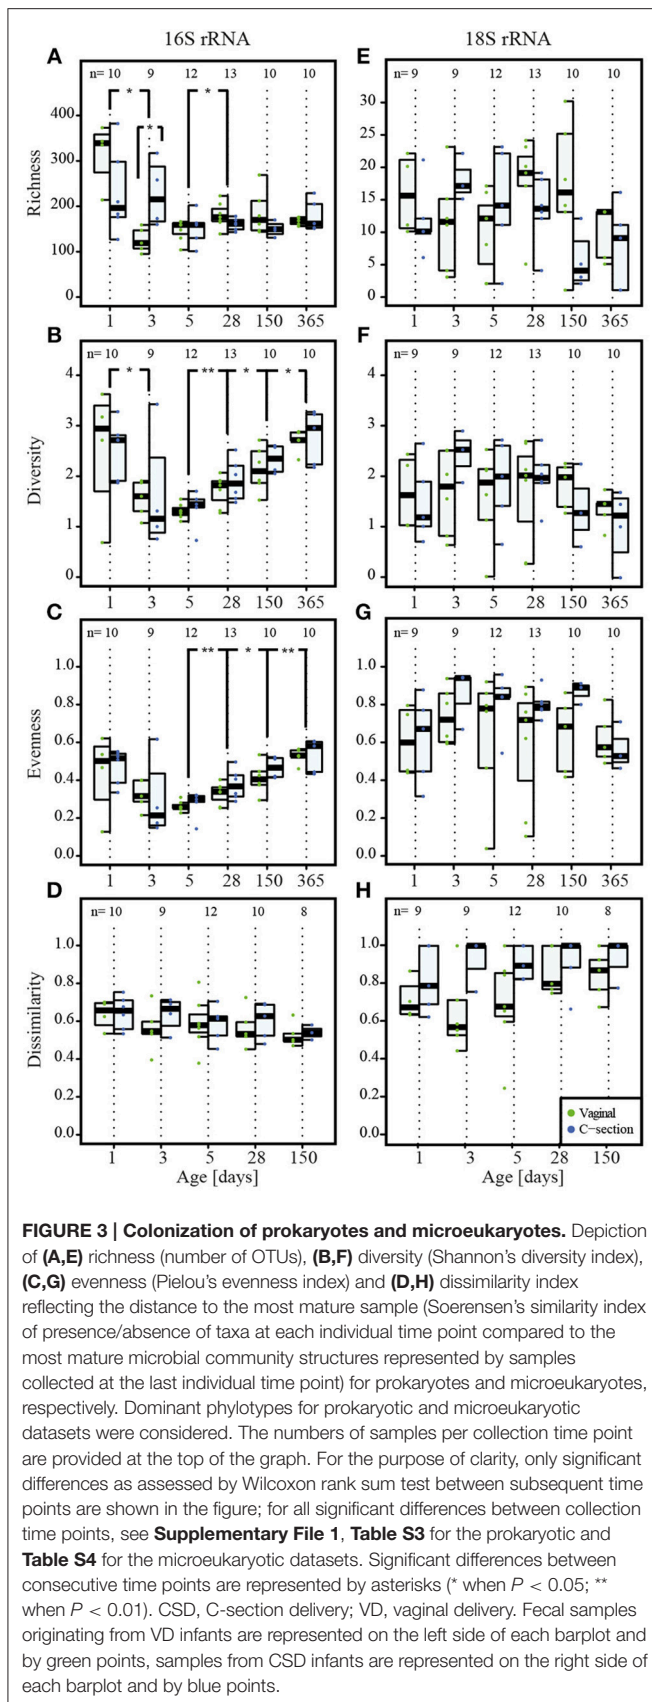 16S rRNA 18S rRNA
A E
n= 10 9 12 13 10 10 n= 9 9 12 13 10 10
* * *
Richness
400
300
200
100
0
30
25
20
15
10
5
0
1 3 5 28 150 365 1 3 5 28 150 365
B F
n= 10 9 12 13 10 10 n= 9 9 12 13 10 10
* ** * *
Diversity
4
3
2
1
0
4
3
2
1
0
1 3 5 28 150 365 1 3 5 28 150 365
C G
n= 10 9 12 13 10 10 n= 9 9 12 13 10 10
** * **
Evenness
1.0
0.8
0.6
0.4
0.2
0.0
1.0
0.8
0.6
0.4
0.2
0.0
1 3 5 28 150 365 1 3 5 28 150 365
D H
n= 10 9 12 10 8 n= 9 9 12 10 8
Dissimilarity
1.0
0.8
0.6
0.4
0.2
0.0
1.0
0.8
0.6
0.4
0.2
0.0
Vaginal
C−section
1 3 5 28 150 1 3 5 28 150
Age [days] Age [days]
FIGURE 3 | Colonization of prokaryotes and microeukaryotes. Depiction
of (A,E) richness (number of OTUs), (B,F) diversity (Shannon's diversity index),
(C,G) evenness (Pielou's evenness index) and (D,H) dissimilarity index
reflecting the distance to the most mature sample (Soerensen's similarity index
of presence/absence of taxa at each individual time point compared to the
most mature microbial community structures represented by samples
collected at the last individual time point) for prokaryotes and microeukaryotes,
respectively. Dominant phylotypes for prokaryotic and microeukaryotic
datasets were considered. The numbers of samples per collection time point
are provided at the top of the graph. For the purpose of clarity, only significant
differences as assessed by Wilcoxon rank sum test between subsequent time
points are shown in the figure; for all significant differences between collection
time points, see Supplementary File 1, Table S3 for the prokaryotic and
Table S4 for the microeukaryotic datasets. Significant differences between
consecutive time points are represented by asterisks (* when P < 0.05; **
when P < 0.01). CSD, C-section delivery; VD, vaginal delivery. Fecal samples
originating from VD infants are represented on the left side of each barplot and
by green points, samples from CSD infants are represented on the right side of
each barplot and by blue points.